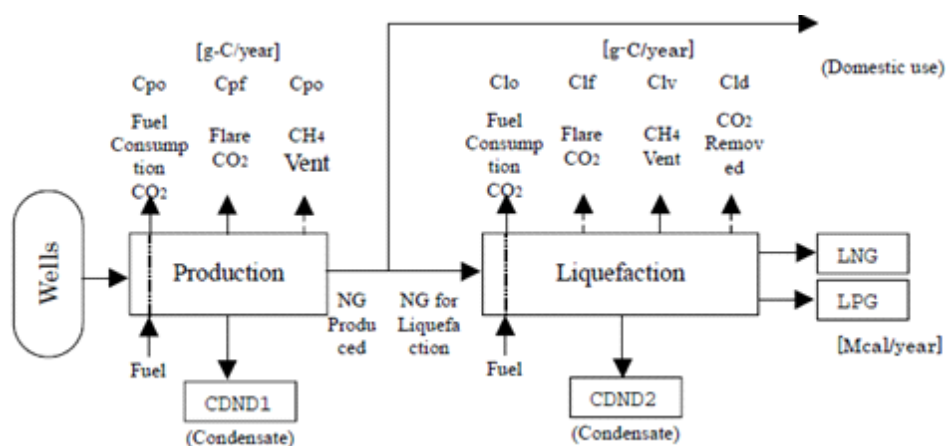 [g-C/year]
[g-C/year]
(Domestic use)
Cpo
Cpf
Cpo
Clo
Clf
Clv
Cld
Fuel
Consump
tion
CO2
Flare
CO2
CH4
Vent
Fuel
Consump
tion
CO2
Flare
CO2
CH4
Vent
CO2
Remov
ed
Wells
Production
Liquefaction
LNG
LPG
NG
Produ
ced
NG for
Liquefa
ction
[Mcal/year]
Fuel
Fuel
CDND1
(Condensate)
CDND2
(Condensate)